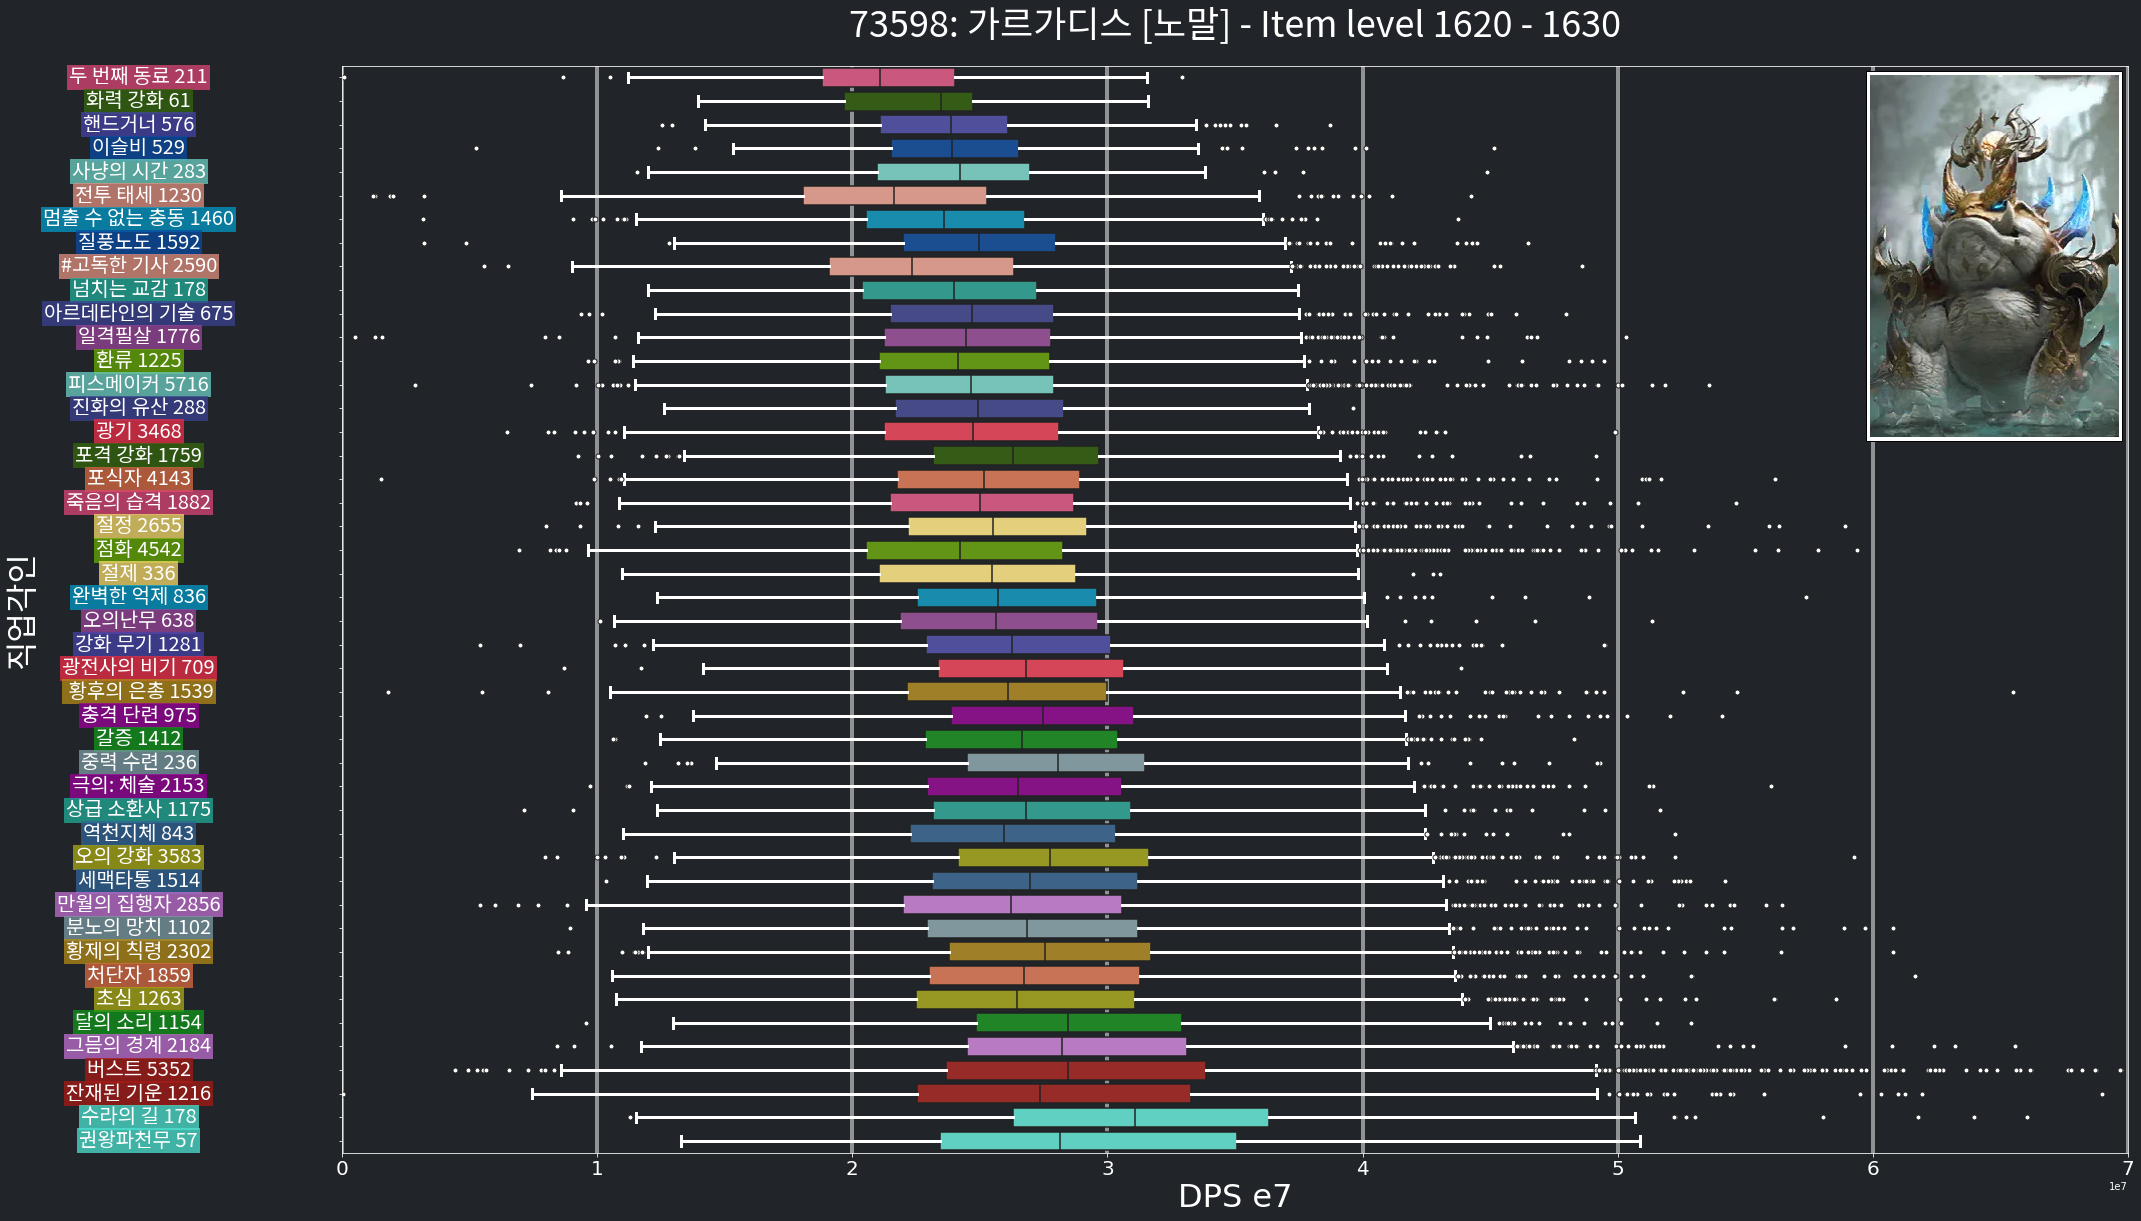 73598: 가르가디스 [노말] - Item level 1620 - 1630
두 번째 동료 211
화력 강화 61
핸드거너 576
이슬비 529
사냥의 시간 283
전투 태세 1230
멈출 수 없는 충동 1460
질풍노도 1592
#고독한 기사 2590
넘치는 교감 178
아르데타인의 기술 675
일격필살 1776
환류 1225
피스메이커 5716
진화의 유산 288
광기 3468
포격 강화 1759
포식자 4143
죽음의 습격 1882
절정 2655
점화 4542
절제 336
완벽한 억제 836
오의난무 638
강화 무기 1281
광전사의 비기 709
황후의 은총 1539
충격 단련 975
갈증 1412
중력 수련 236
극의: 체술 2153
상급 소환사 1175
역천지체 843
오의 강화 3583
세맥타통 1514
만월의 집행자 2856
분노의 망치 1102
황제의 칙령 2302
처단자 1859
초심 1263
달의 소리 1154
그믐의 경계 2184
버스트 5352
잔재된 기운 1216
수라의 길 178
권왕파천무 57
직업각인
0 1 2 3 4 5 6 7
1e7
DPS e7